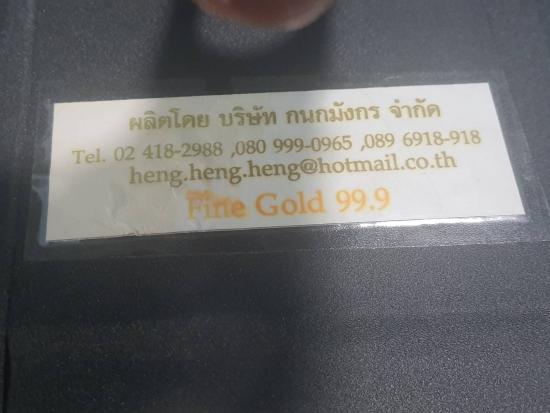 ผลิตโดย บริษัท กนกมังกร จำกัด
Tel. 02 418-2988 ,080 999-0965 ,089 6918-918
heng.heng.heng@hotmail.co.th
Fine Gold 99.9